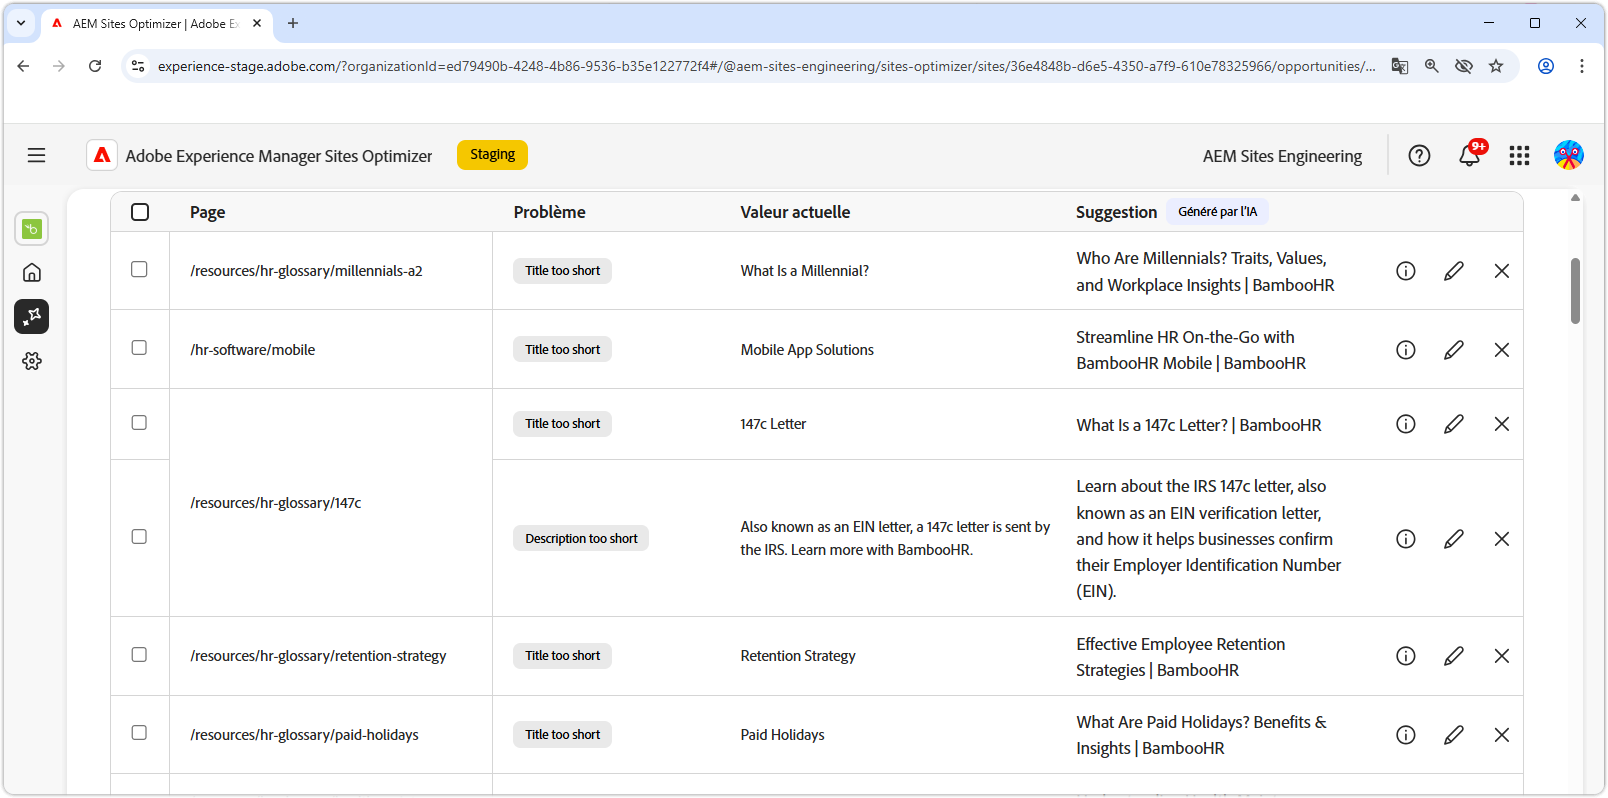 AEM Sites Optimizer | Adobe Ex
experience-stage.adobe.com/?organizationId=ed79490b-4248-4b86-9536-b35e122772f4#/@aem-sites-engineering/sites-optimizer/sites/36e4848b-d6e5-4350-a7f9-610e78325966/opportunities/...
Adobe Experience Manager Sites Optimizer
Staging
AEM Sites Engineering
9+
Page
Problème
Valeur actuelle
Suggestion
Généré par l'IA
/resources/hr-glossary/millennials-a2
Title too short
What Is a Millennial?
Who Are Millennials? Traits, Values,
and Workplace Insights | BambooHR
/hr-software/mobile
Title too short
Mobile App Solutions
Streamline HR On-the-Go with
BambooHR Mobile | BambooHR
/resources/hr-glossary/147c
Title too short
147c Letter
What Is a 147c Letter? | BambooHR
Description too short
Also known as an EIN letter, a 147c letter is sent by
the IRS. Learn more with BambooHR.
Learn about the IRS 147c letter, also
known as an EIN verification letter,
and how it helps businesses confirm
their Employer Identification Number
(EIN).
/resources/hr-glossary/retention-strategy
Title too short
Retention Strategy
Effective Employee Retention
Strategies | BambooHR
/resources/hr-glossary/paid-holidays
Title too short
Paid Holidays
What Are Paid Holidays? Benefits &
Insights | BambooHR